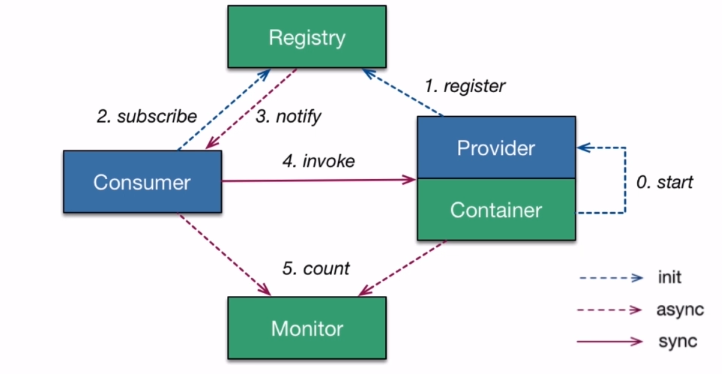 Registry
1. register
2. subscribe
3. notify
Provider
4. invoke
Consumer
0. start
Container
5. count
init
async
Monitor
sync